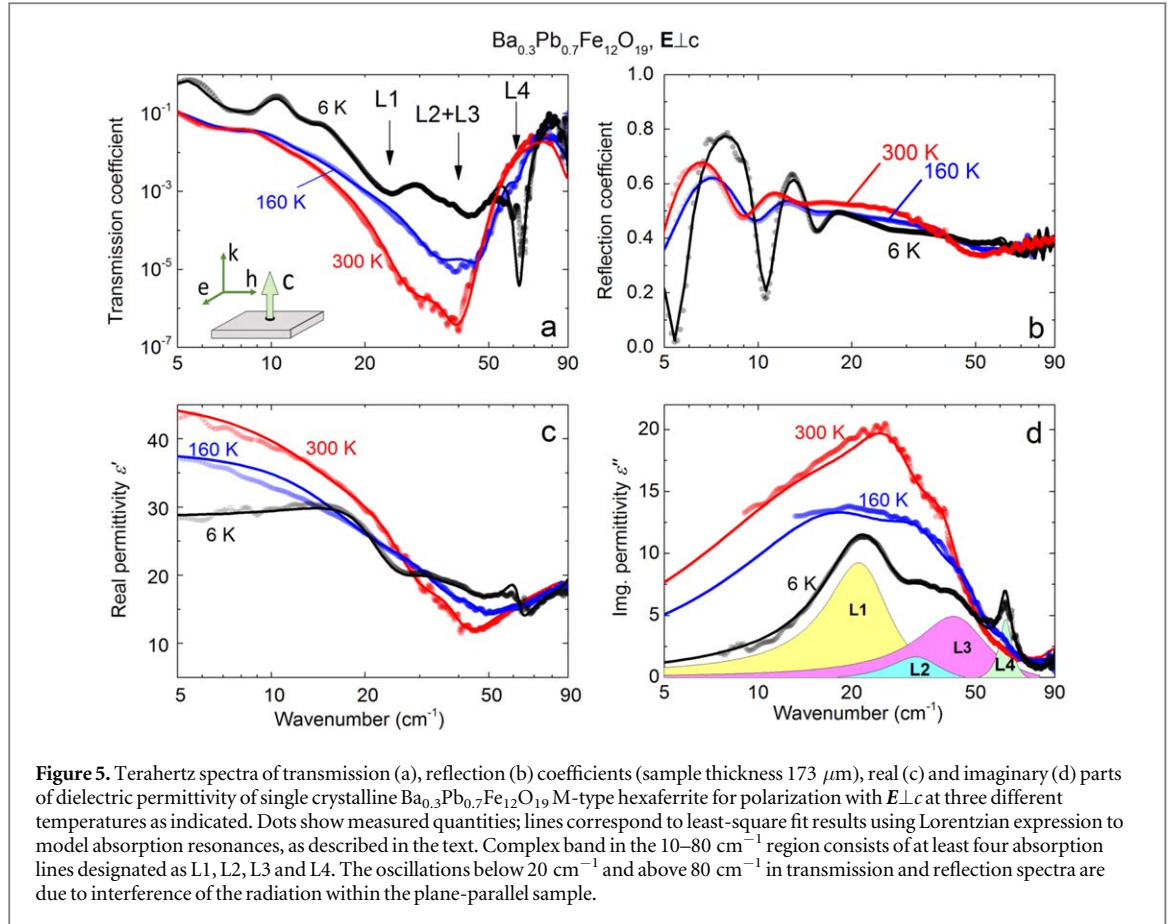 Ba0.3Pb0.7Fe12O19, E⊥c
Transmission coefficient
10⁻¹
10⁻³
10⁻⁵
10⁻⁷
6 K
L1
L2+L3
L4
160 K
300 K
k
h
c
e
a
5
10
20
50
90
Reflection coefficient
1.0
0.8
0.6
0.4
0.2
0.0
300 K
160 K
6 K
b
5
10
20
50
90
Real permittivity ε′
40
30
20
10
160 K
300 K
6 K
c
5
10
20
50
90
Wavenumber (cm⁻¹)
Img. permittivity ε″
20
15
10
5
0
300 K
160 K
6 K
L1
L2
L3
L4
d
5
10
20
50
90
Wavenumber (cm⁻¹)
Figure 5. Terahertz spectra of transmission (a), reflection (b) coefficients (sample thickness 173 μm), real (c) and imaginary (d) parts
of dielectric permittivity of single crystalline Ba0.3Pb0.7Fe12O19 M-type hexaferrite for polarization with E⊥c at three different
temperatures as indicated. Dots show measured quantities; lines correspond to least-square fit results using Lorentzian expression to
model absorption resonances, as described in the text. Complex band in the 10–80 cm⁻¹ region consists of at least four absorption
lines designated as L1, L2, L3 and L4. The oscillations below 20 cm⁻¹ and above 80 cm⁻¹ in transmission and reflection spectra are
due to interference of the radiation within the plane-parallel sample.